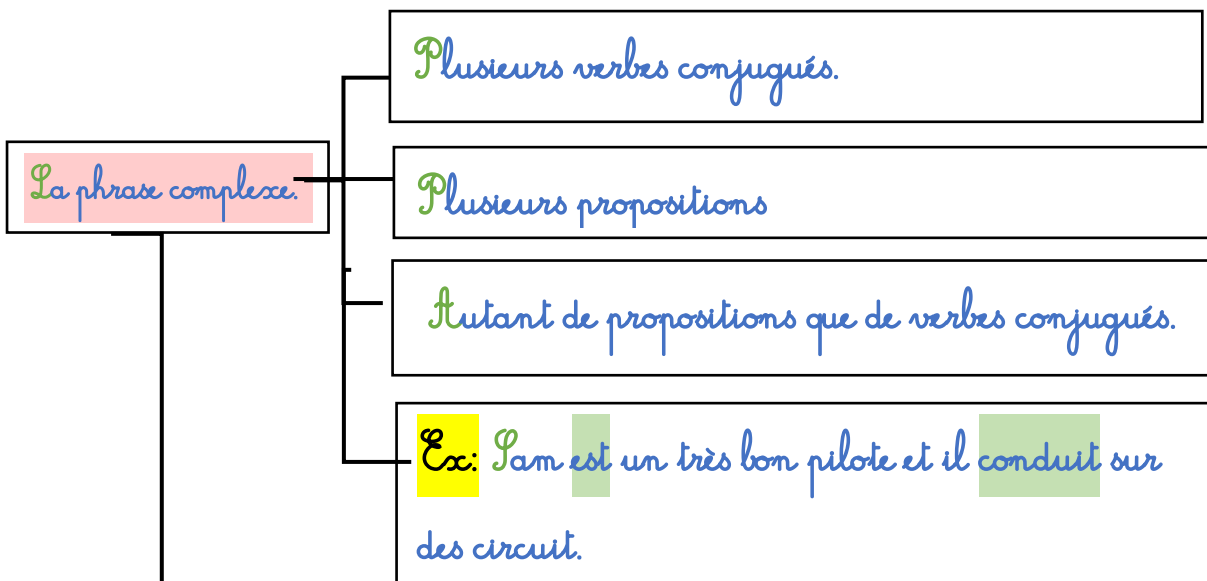 Plusieurs verbes conjugués.
La phrase complexe.
Plusieurs propositions
Autant de propositions que de verbes conjugués.
Ex: Sam est un très bon pilote et il conduit sur
des circuit.